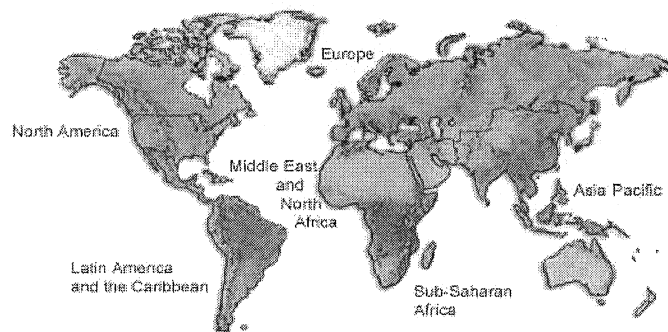 Europe
North America
Middle East
and
North
Africa
Asia Pacific
Latin America
and the Caribbean
Sub-Saharan
Africa